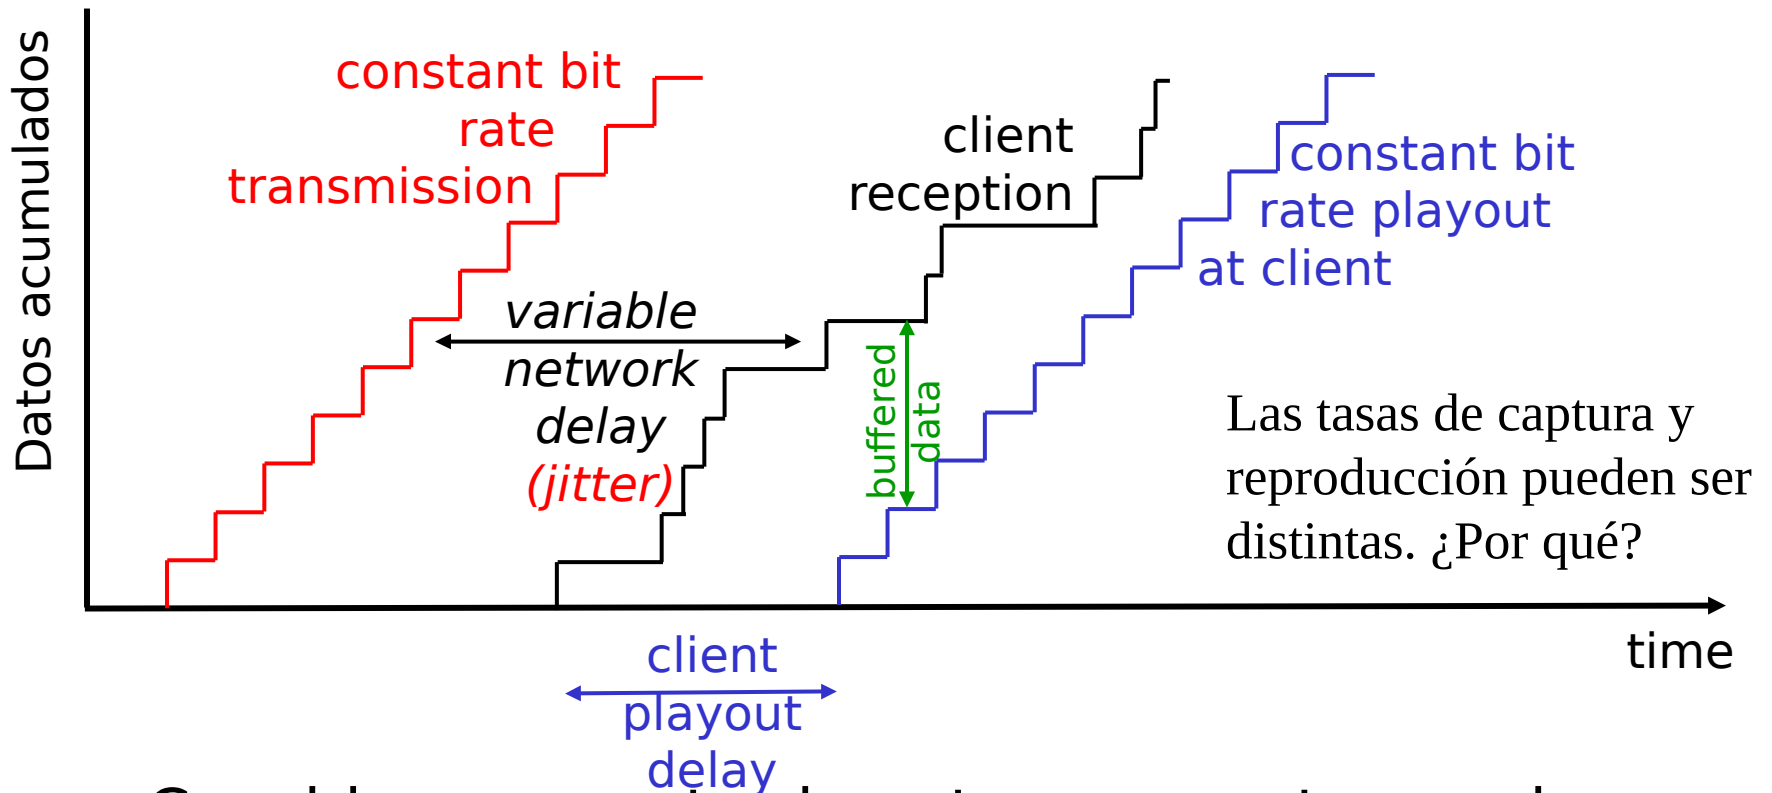 Datos acumulados
constant bit
rate
transmission
variable
network
delay
(jitter)
client
reception
buffered
data
constant bit
rate playout
at client
Las tasas de captura y
reproducción pueden ser
distintas. ¿Por qué?
time
client
playout
delay